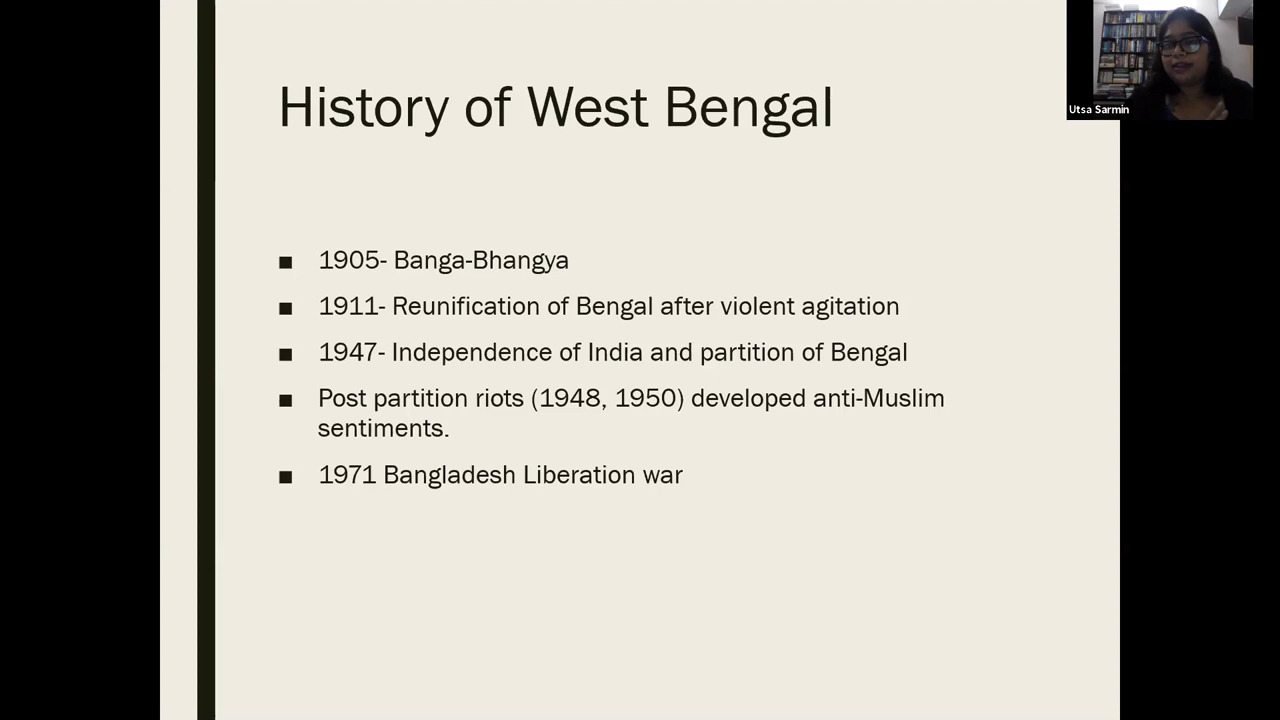 History of West Bengal
Utsa Sarmin
■ 1905- Banga-Bhangya
■ 1911- Reunification of Bengal after violent agitation
■ 1947- Independence of India and partition of Bengal
■ Post partition riots (1948, 1950) developed anti-Muslim
sentiments.
■ 1971 Bangladesh Liberation war